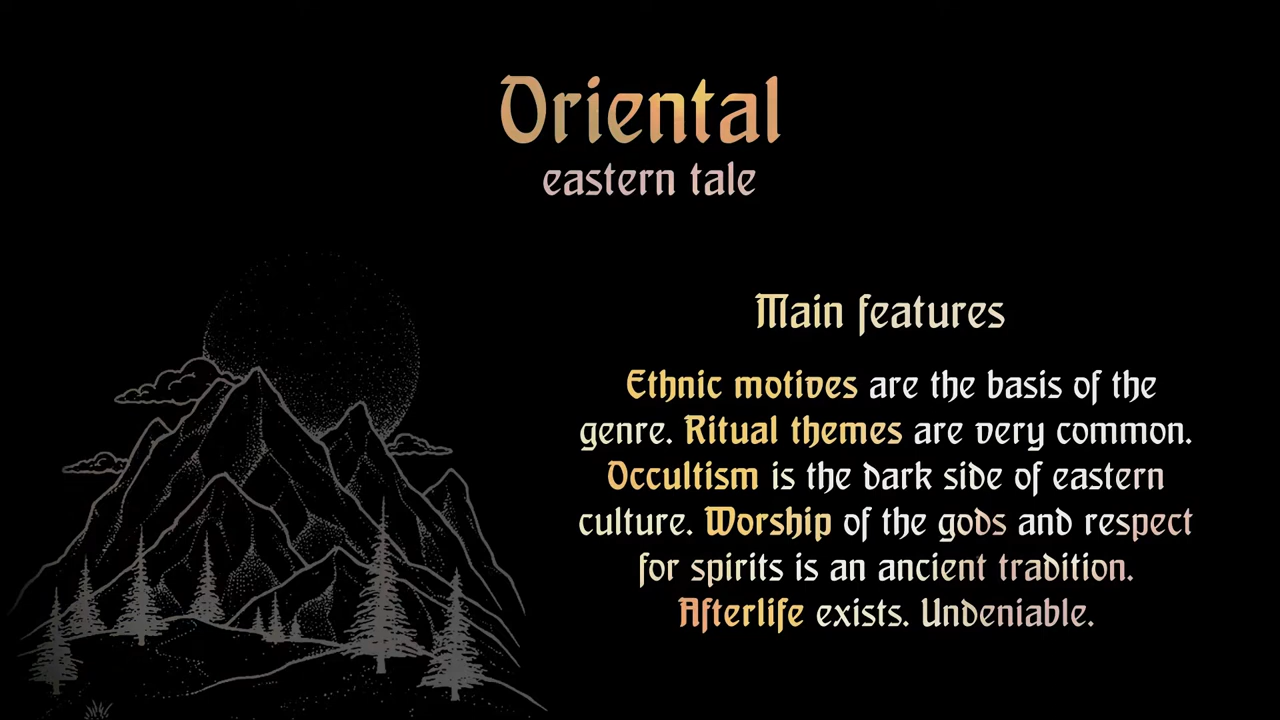 Oriental
eastern tale
Main features
Ethnic motives are the basis of the
genre. Ritual themes are very common.
Occultism is the dark side of eastern
culture. Worship of the gods and respect
for spirits is an ancient tradition.
Afterlife exists. Undeniable.